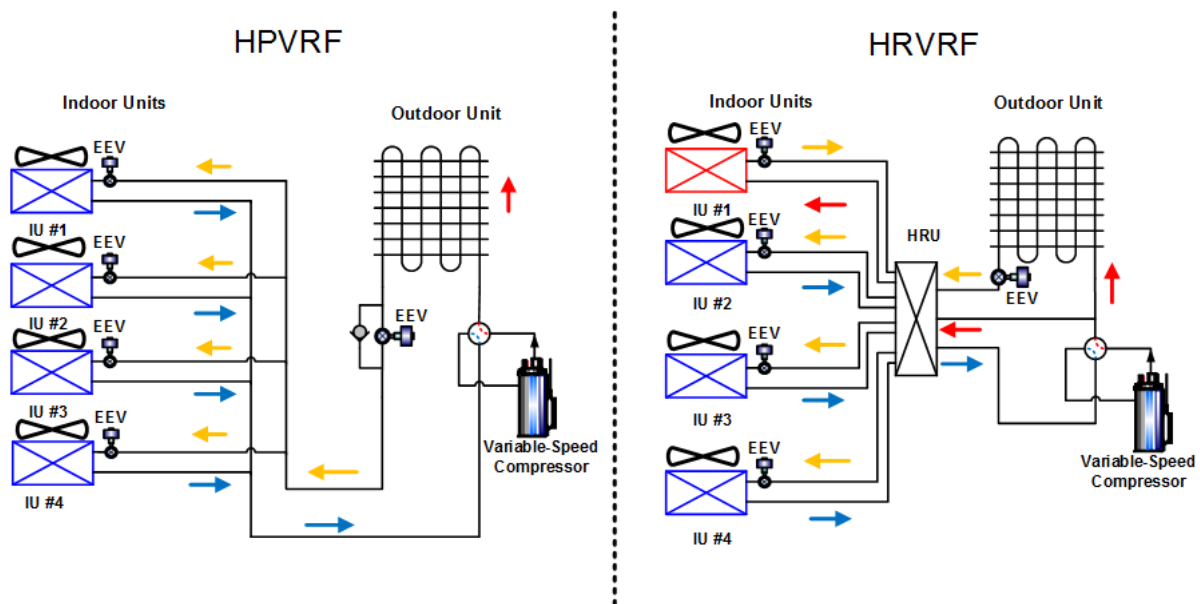 HPVRF
Indoor Units
Outdoor Unit
EEV
IU #1
EEV
IU #2
EEV
IU #3
EEV
IU #4
EEV
Variable-Speed
Compressor
HRVRF
Indoor Units
Outdoor Unit
EEV
IU #1
EEV
IU #2
EEV
IU #3
EEV
IU #4
HRU
EEV
Variable-Speed
Compressor